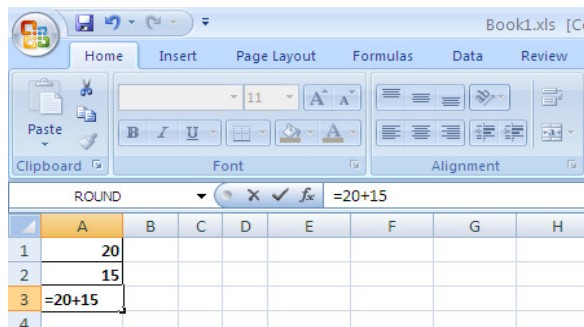 Book1.xls [Co
Home Insert Page Layout Formulas Data Review
Paste
11 A A
B I U A
Clipboard Font Alignment
ROUND fx =20+15
A B C D E F G H
1 20
2 15
3 =20+15
4